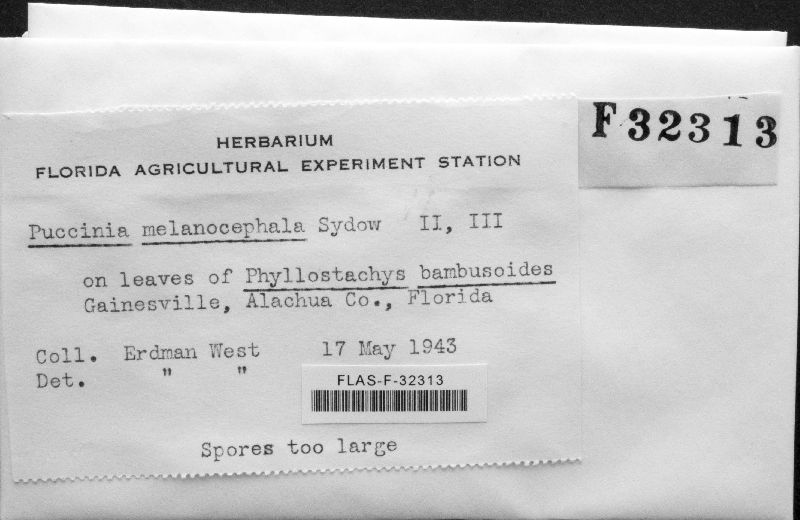 HERBARIUM
FLORIDA AGRICULTURAL EXPERIMENT STATION
F32313
Puccinia melanocephala Sydow II, III
on leaves of Phyllostachys bambusoides
Gainesville, Alachua Co., Florida
Coll. Erdman West 17 May 1943
Det. " "
FLAS-F-32313
Spores too large